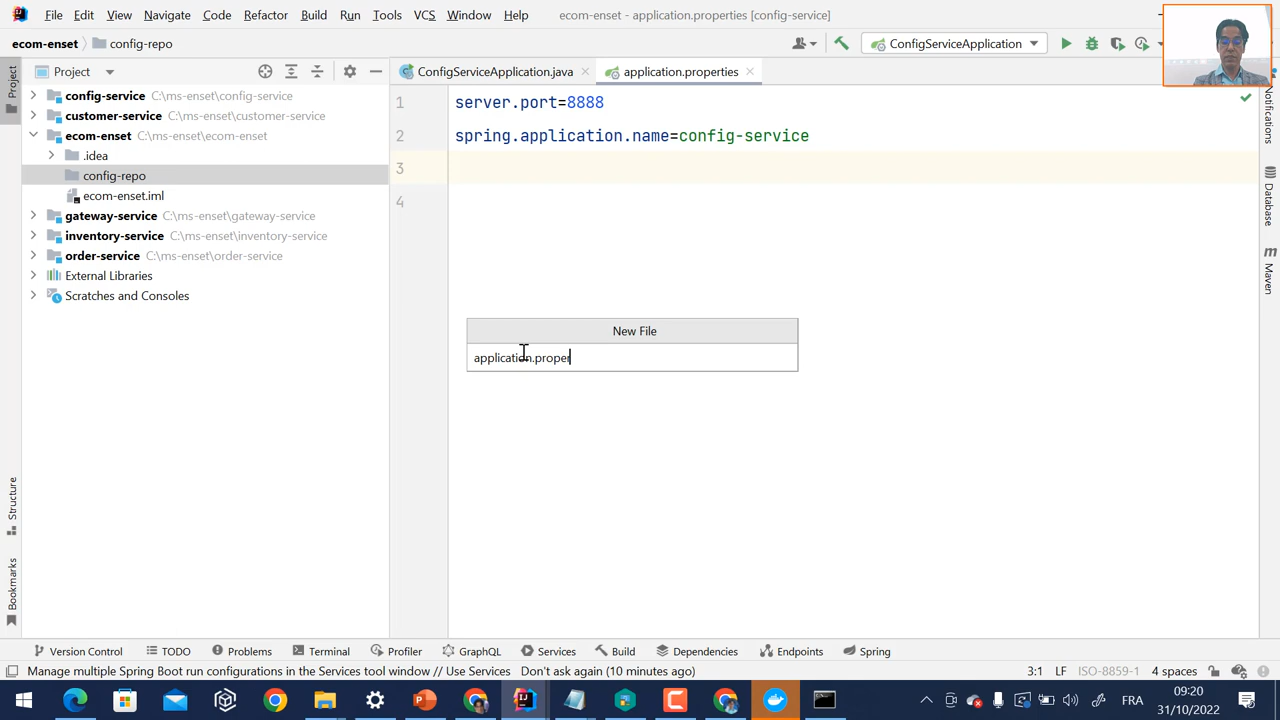 File Edit View Navigate Code Refactor Build Run Tools VCS Window Help ecom-enset - application.properties [config-service]
ecom-enset config-repo ConfigServiceApplication
Project ConfigServiceApplication.java application.properties
Project
config-service C:\ms-enset\config-service
customer-service C:\ms-enset\customer-service
ecom-enset C:\ms-enset\ecom-enset
.idea
config-repo
ecom-enset.iml
gateway-service C:\ms-enset\gateway-service
inventory-service C:\ms-enset\inventory-service
order-service C:\ms-enset\order-service
External Libraries
Scratches and Consoles
1 server.port=8888
2 spring.application.name=config-service
3
4
New File
application.proper
Notifications
Database
m Maven
Structure
Bookmarks
Version Control TODO Problems Terminal Profiler GraphQL Services Build Dependencies Endpoints Spring
Manage multiple Spring Boot run configurations in the Services tool window // Use Services Don't ask again (10 minutes ago) 3:1 LF ISO-8859-1 4 spaces
FRA 09:20
31/10/2022